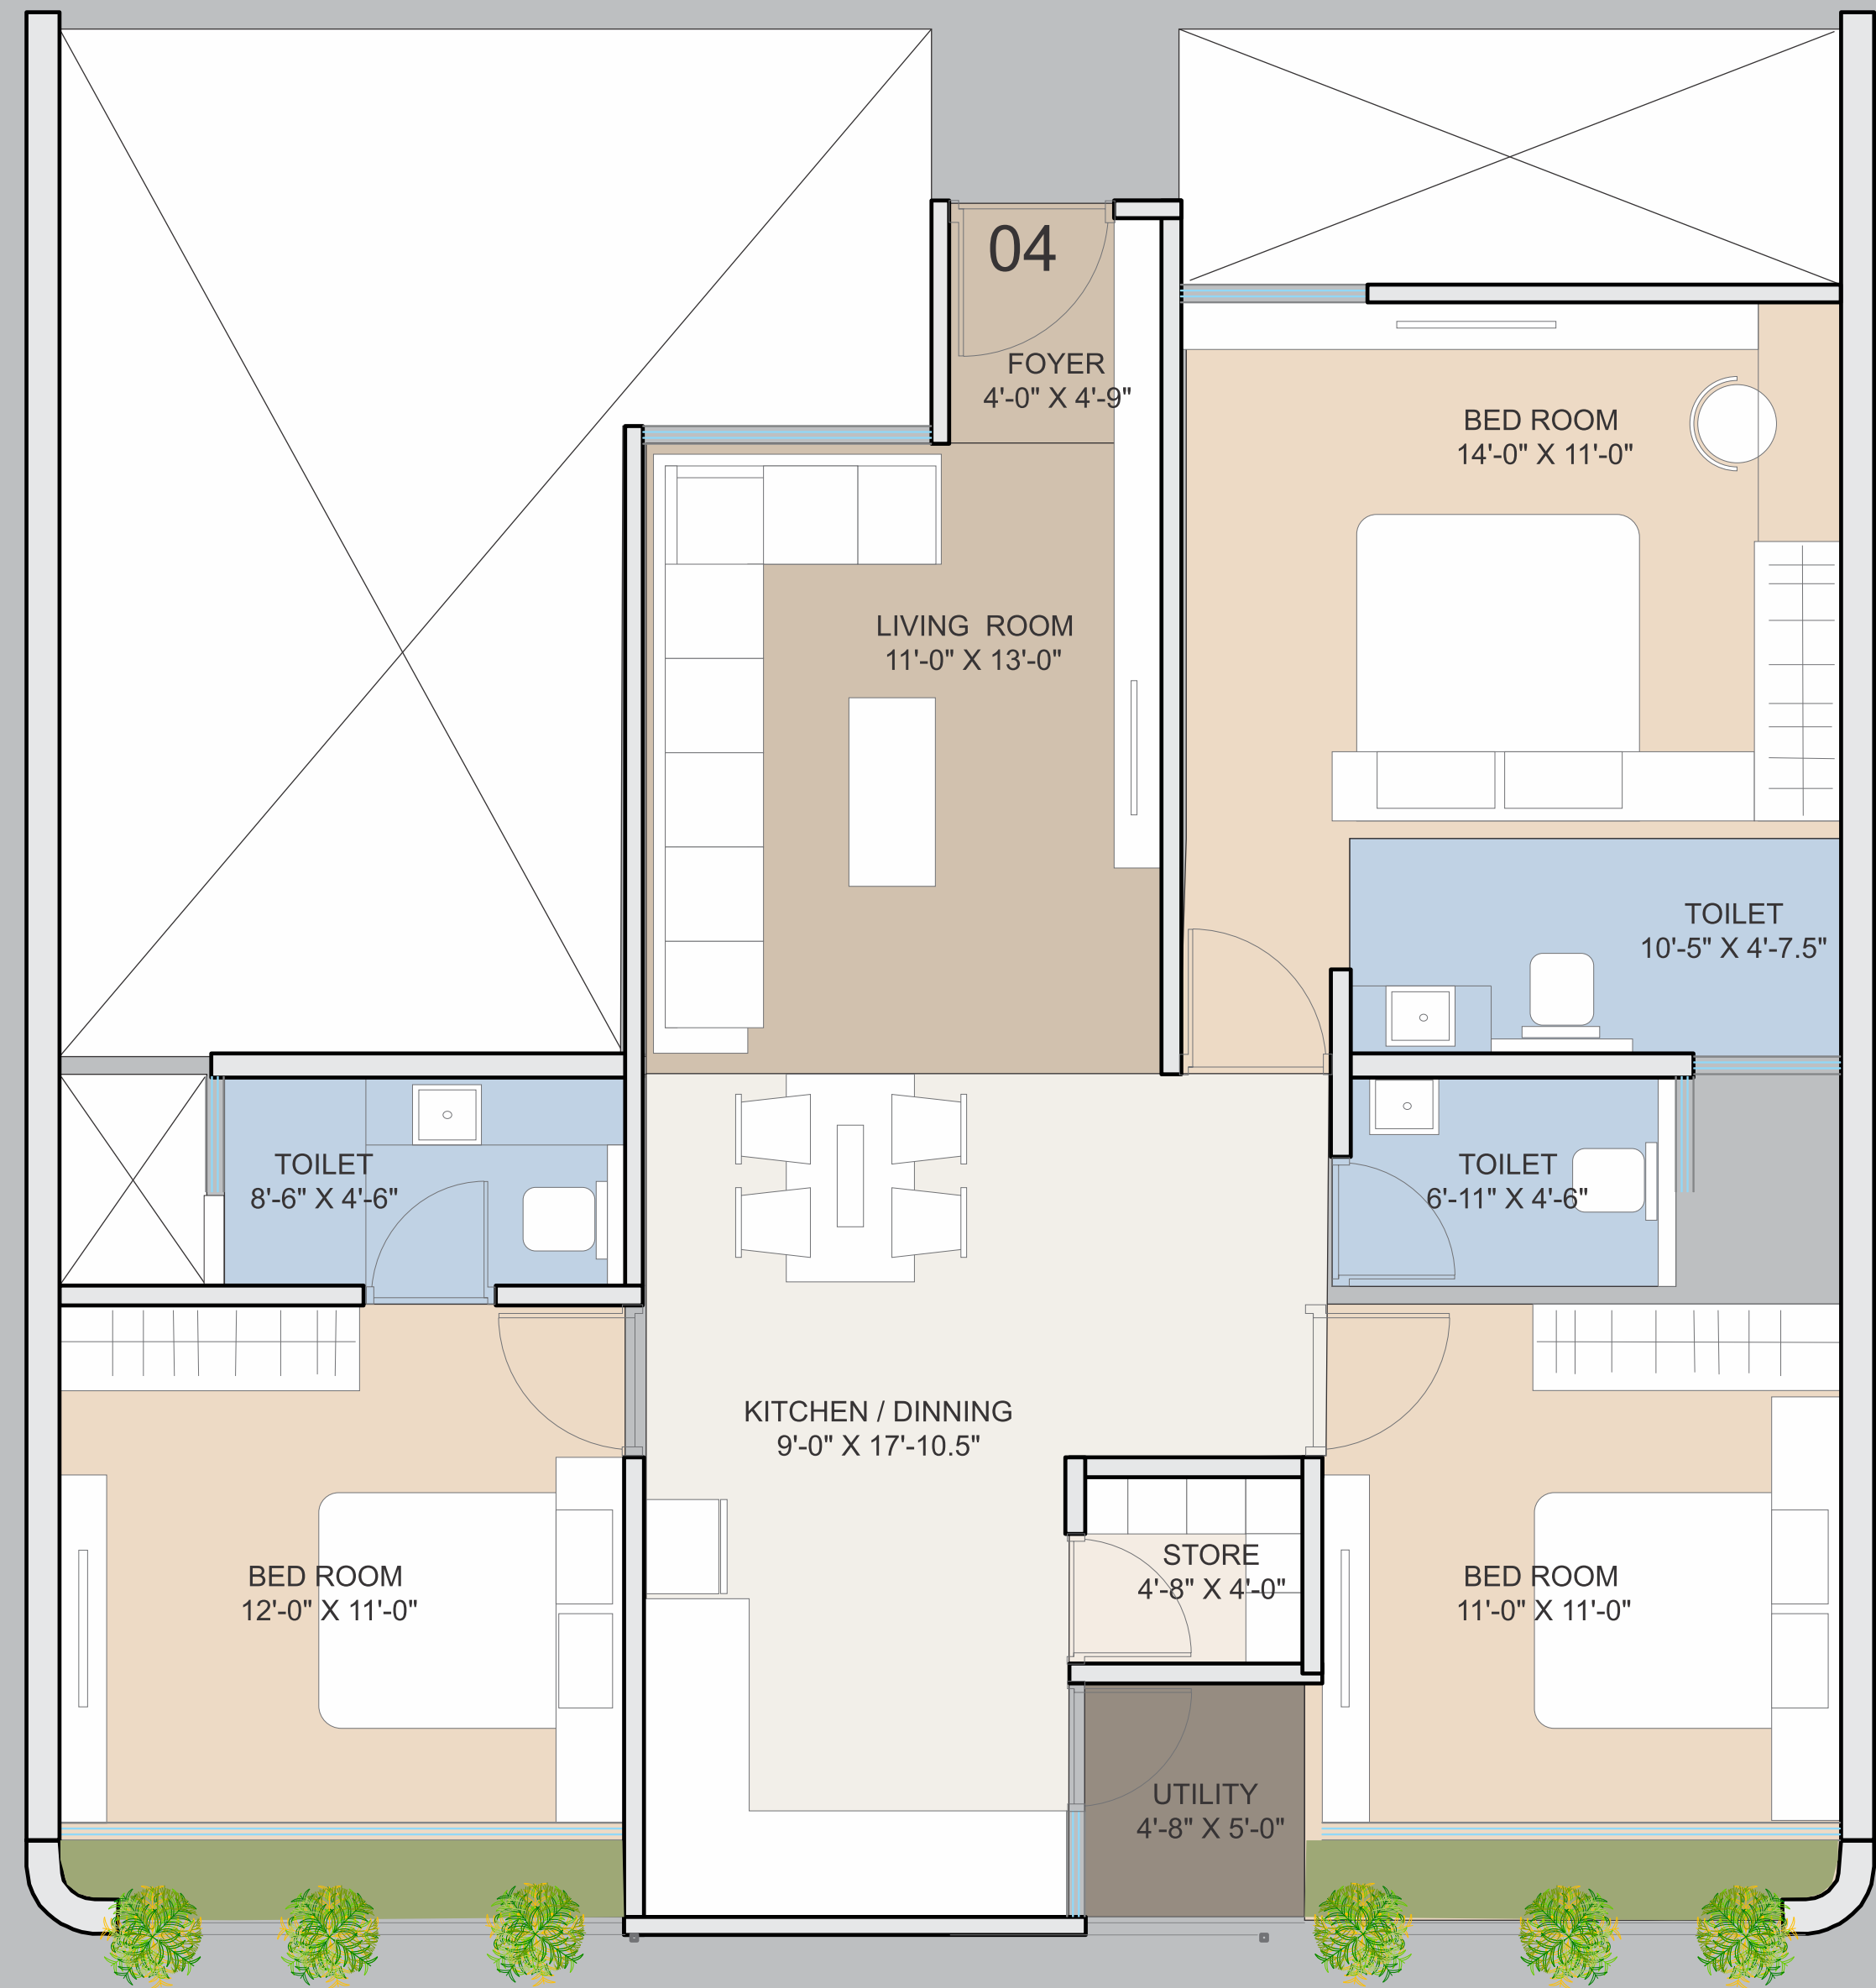 04
FOYER
4'-0" X 4'-9"
BED ROOM
14'-0" X 11'-0"
LIVING ROOM
11'-0" X 13'-0"
TOILET
10'-5" X 4'-7.5"
TOILET
8'-6" X 4'-6"
TOILET
6'-11" X 4'-6"
KITCHEN / DINNING
9'-0" X 17'-10.5"
STORE
4'-8" X 4'-0"
BED ROOM
12'-0" X 11'-0"
BED ROOM
11'-0" X 11'-0"
UTILITY
4'-8" X 5'-0"